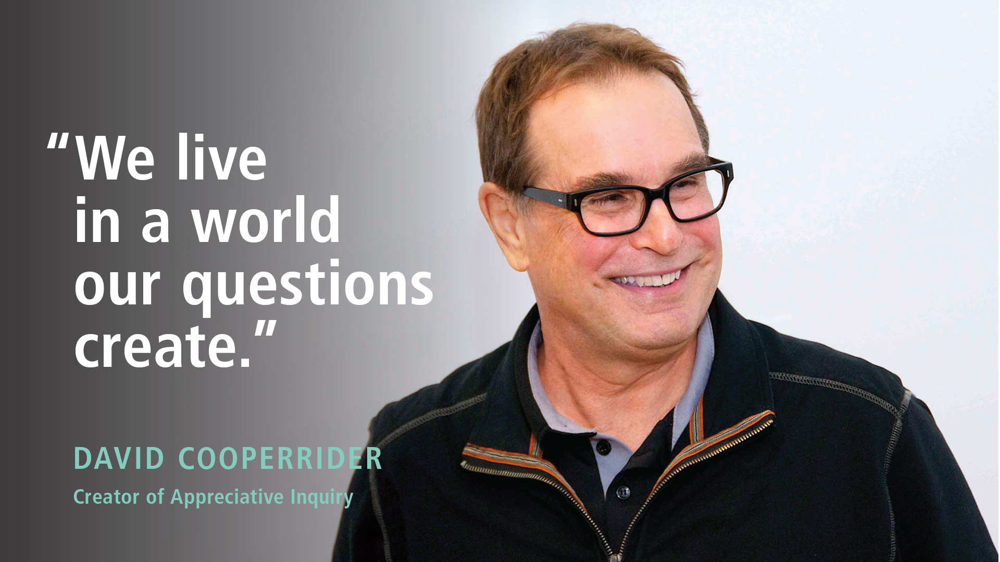 “We live
in a world
our questions
create.”
DAVID COOPERRIDER
Creator of Appreciative Inquiry